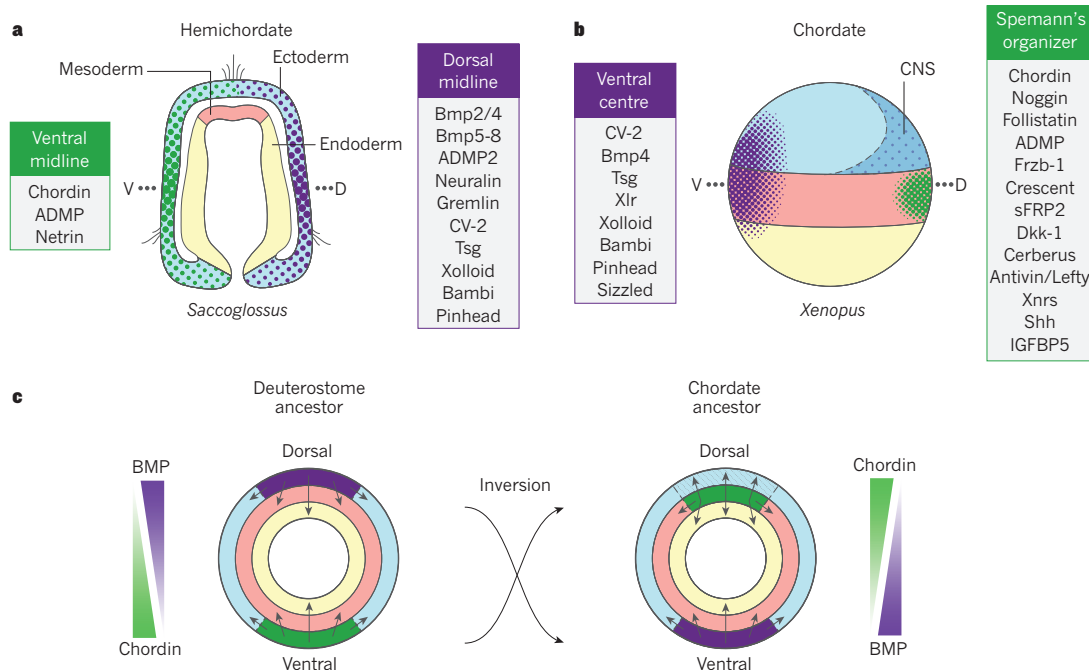 a
Hemichordate
Mesoderm
Ectoderm
Endoderm
Ventral
midline
Chordin
ADMP
Netrin
V
D
Saccoglossus
Dorsal
midline
Bmp2/4
Bmp5-8
ADMP2
Neuralin
Gremlin
CV-2
Tsg
Xolloid
Bambi
Pinhead
b
Chordate
Ventral
centre
CV-2
Bmp4
Tsg
Xlr
Xolloid
Bambi
Pinhead
Sizzled
CNS
V
D
Xenopus
Spemann's
organizer
Chordin
Noggin
Follistatin
ADMP
Frzb-1
Crescent
sFRP2
Dkk-1
Cerberus
Antivin/Lefty
Xnrs
Shh
IGFBP5
c
Deuterostome
ancestor
Dorsal
BMP
Chordin
Ventral
Inversion
Chordate
ancestor
Dorsal
Chordin
BMP
Ventral